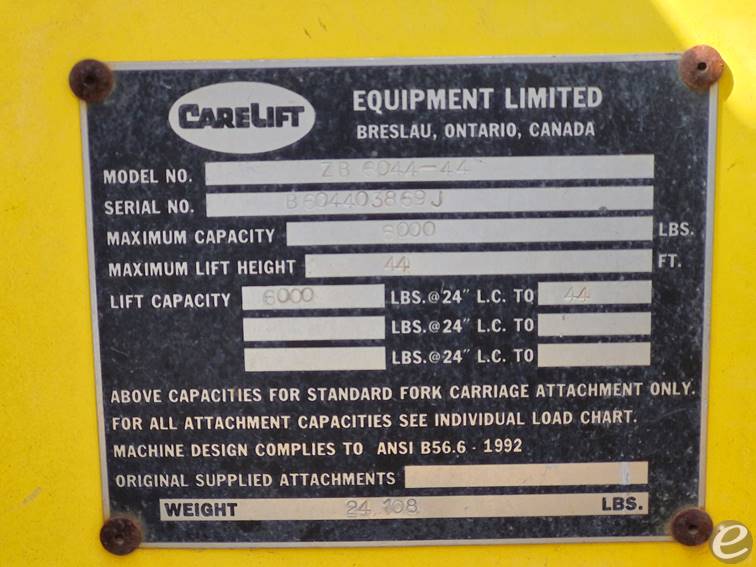 CARELIFT
EQUIPMENT LIMITED
BRESLAU, ONTARIO, CANADA
MODEL NO. ZB 6044-44
SERIAL NO. B604403869J
MAXIMUM CAPACITY 6000 LBS.
MAXIMUM LIFT HEIGHT 44 FT.
LIFT CAPACITY 6000 LBS.@24" L.C. TO 44
LBS.@24" L.C. TO
LBS.@24" L.C. TO
ABOVE CAPACITIES FOR STANDARD FORK CARRIAGE ATTACHMENT ONLY.
FOR ALL ATTACHMENT CAPACITIES SEE INDIVIDUAL LOAD CHART.
MACHINE DESIGN COMPLIES TO ANSI B56.6 - 1992
ORIGINAL SUPPLIED ATTACHMENTS
WEIGHT 24 108 LBS.
e